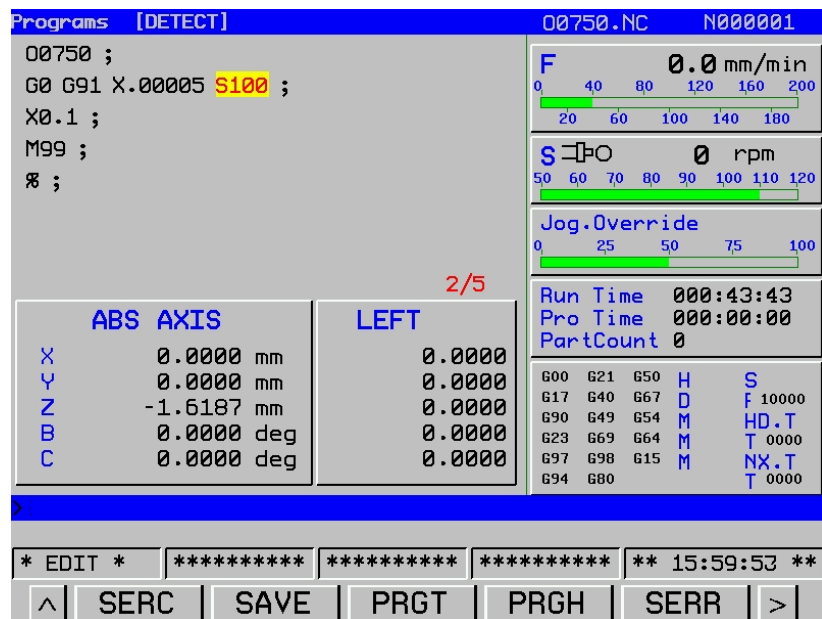 Programs [DETECT] O0750.NC N000001
O0750 ;
G0 G91 X.00005 S100 ;
X0.1 ;
M99 ;
% ;
2/5
F 0.0 mm/min
0 40 80 120 160 200
20 60 100 140 180
S 0 rpm
50 60 70 80 90 100 110 120
Jog.Override
0 25 50 75 100
Run Time 000:43:43
Pro Time 000:00:00
PartCount 0
ABS AXIS LEFT
X 0.0000 mm 0.0000
Y 0.0000 mm 0.0000
Z -1.6187 mm 0.0000
B 0.0000 deg 0.0000
C 0.0000 deg 0.0000
G00 G21 G50 H S
G17 G40 G67 D F 10000
G90 G49 G54 M HD.T
G23 G69 G64 M T 0000
G97 G98 G15 M NX.T
G94 G80 T 0000
>
* EDIT * ********** ********** ********** ** 15:59:53 **
^ SERC SAVE PRGT PRGH SERR >